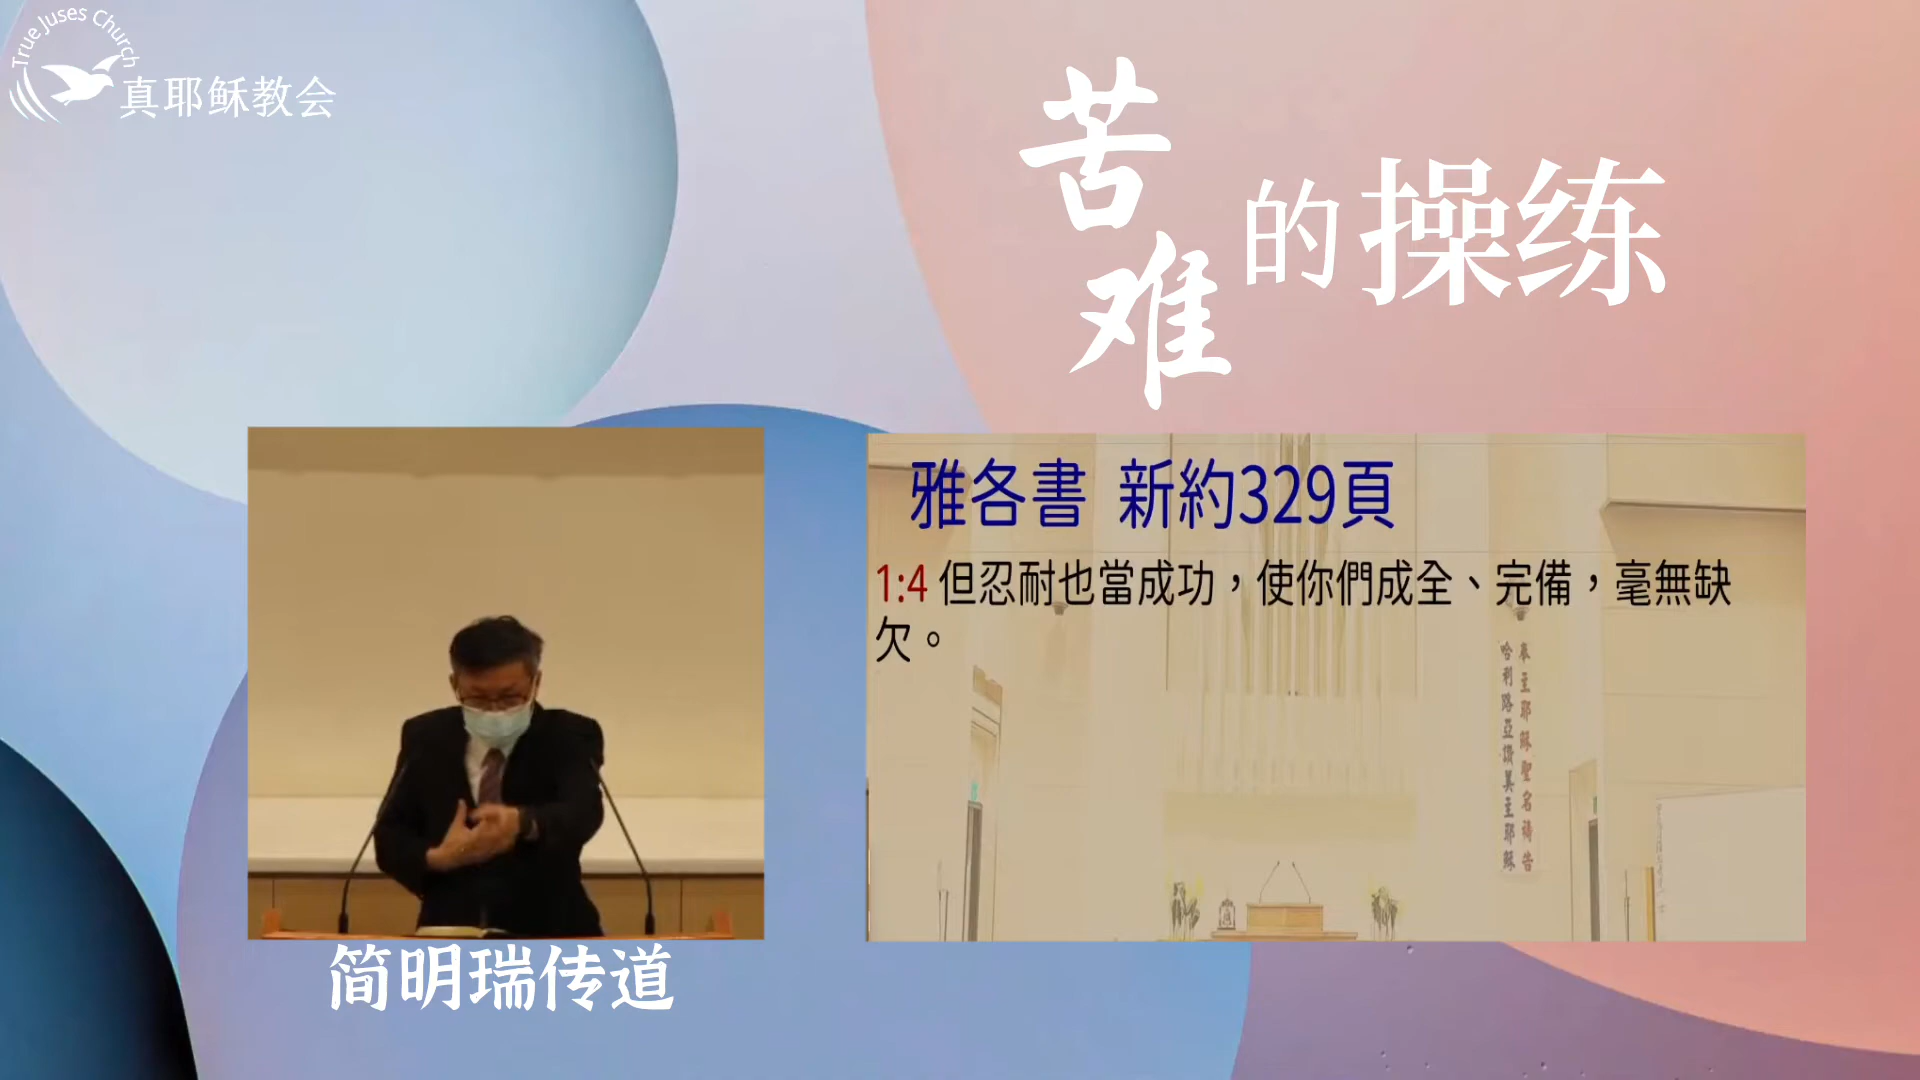 True Juses Church
真耶稣教会
苦难的操练
雅各書 新約329頁
1:4 但忍耐也當成功，使你們成全、完備，毫無缺
欠。
奉主耶穌聖名禱告
哈利路亞讚美主耶穌
简明瑞传道